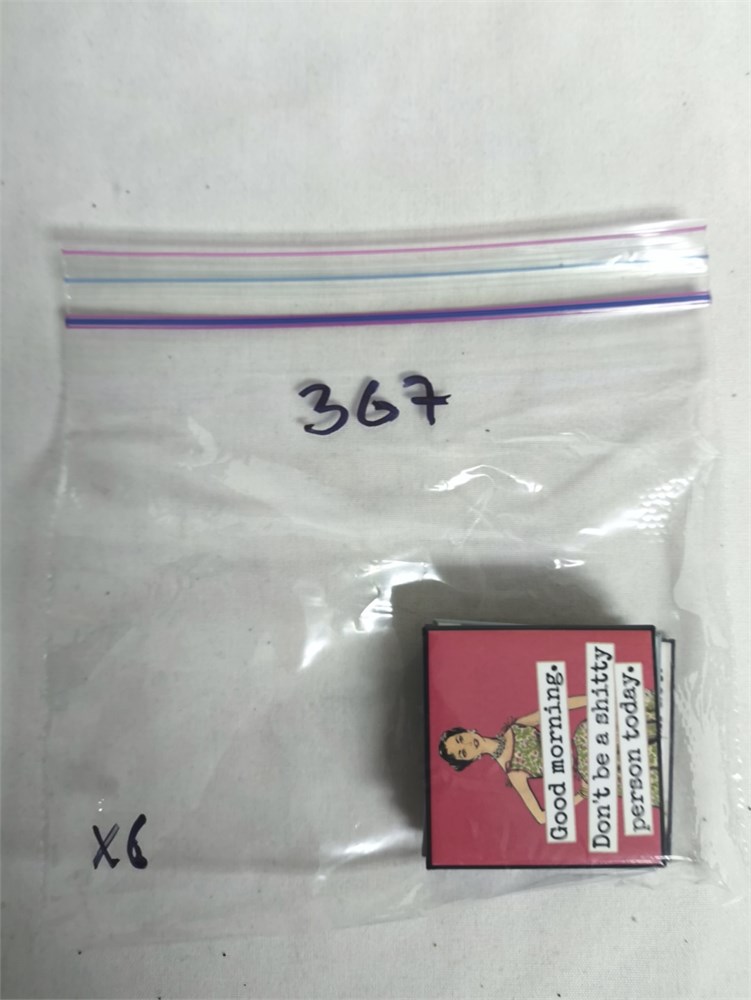 367
Good morning.
Don't be a shitty
person today.
x6